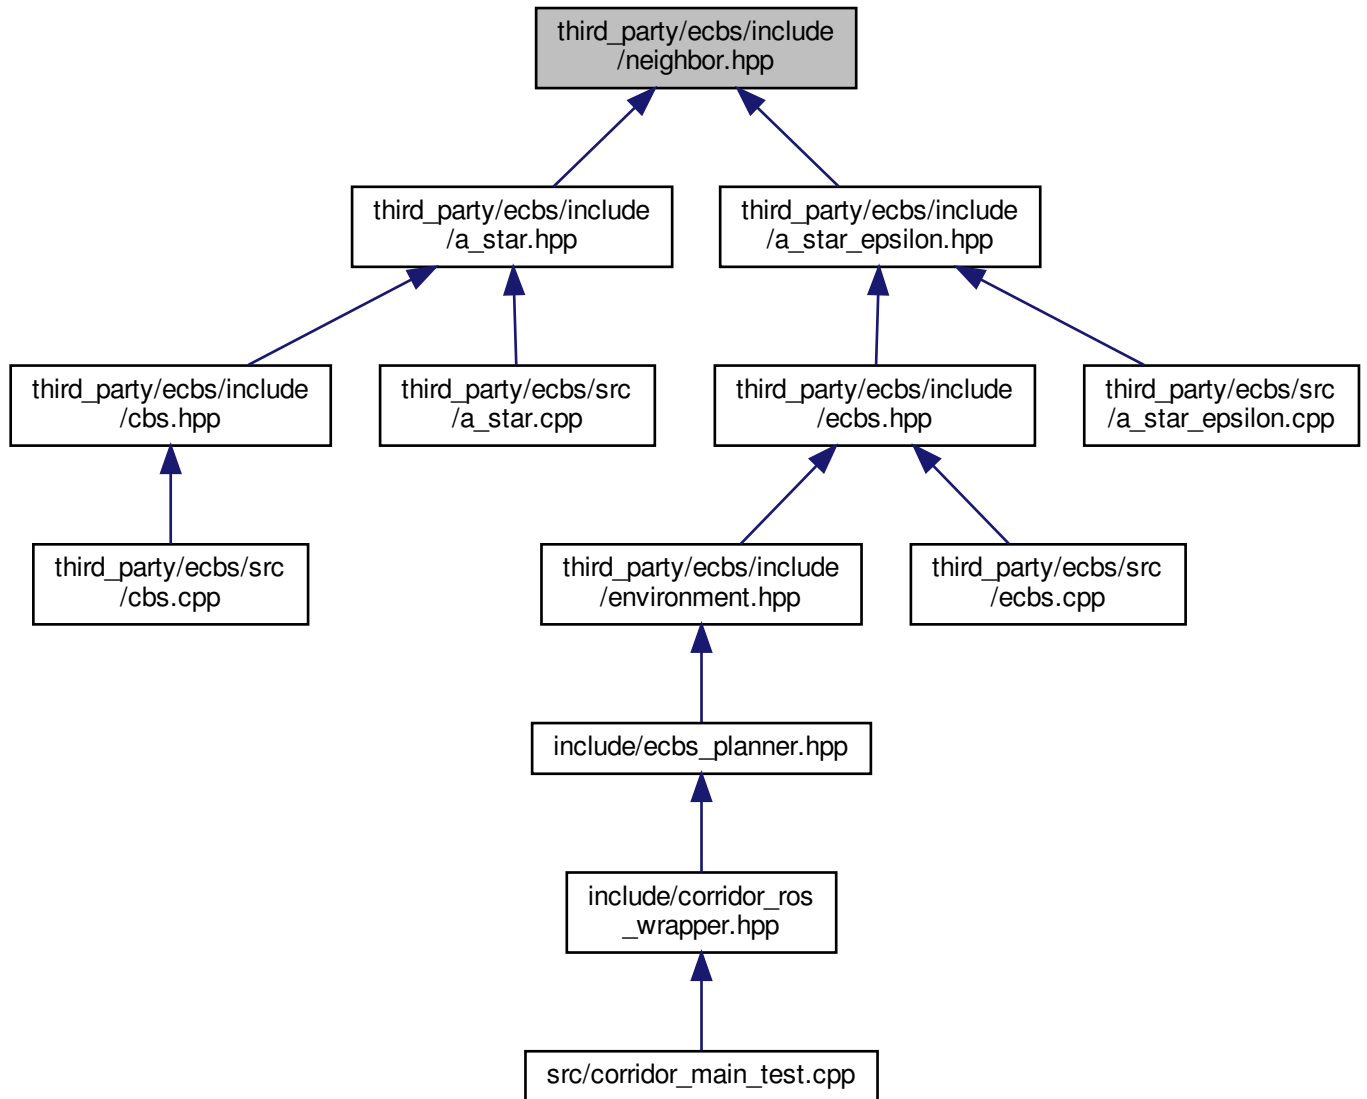 third_party/ecbs/include
/neighbor.hpp
third_party/ecbs/include
/a_star.hpp
third_party/ecbs/include
/a_star_epsilon.hpp
third_party/ecbs/include
/cbs.hpp
third_party/ecbs/src
/a_star.cpp
third_party/ecbs/include
/ecbs.hpp
third_party/ecbs/src
/a_star_epsilon.cpp
third_party/ecbs/src
/cbs.cpp
third_party/ecbs/include
/environment.hpp
third_party/ecbs/src
/ecbs.cpp
include/ecbs_planner.hpp
include/corridor_ros
_wrapper.hpp
src/corridor_main_test.cpp